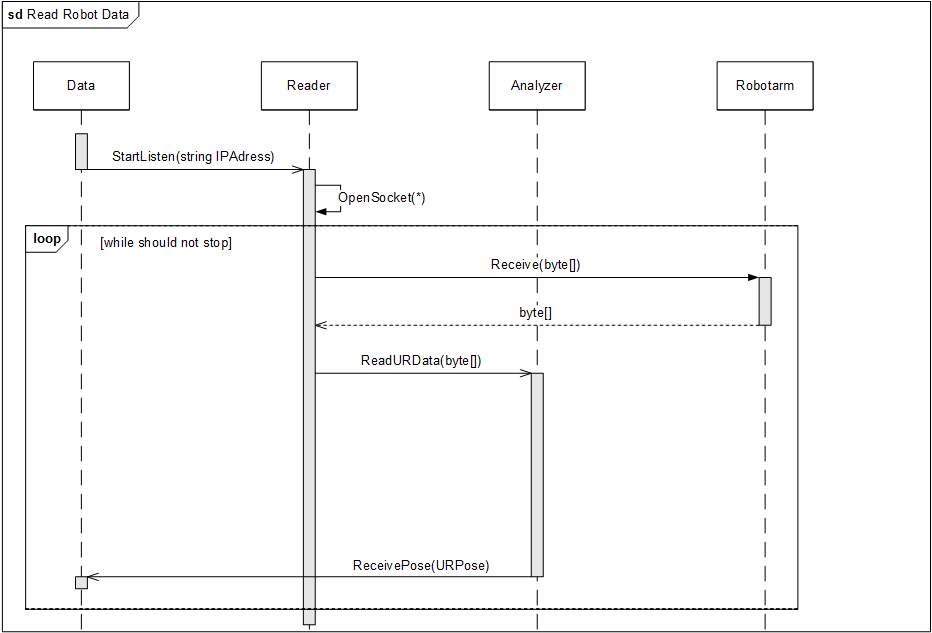 sd Read Robot Data
Data
Reader
Analyzer
Robotarm
StartListen(string IPAdress)
OpenSocket(*)
loop
[while should not stop]
Receive(byte[])
byte[]
ReadURData(byte[])
ReceivePose(URPose)